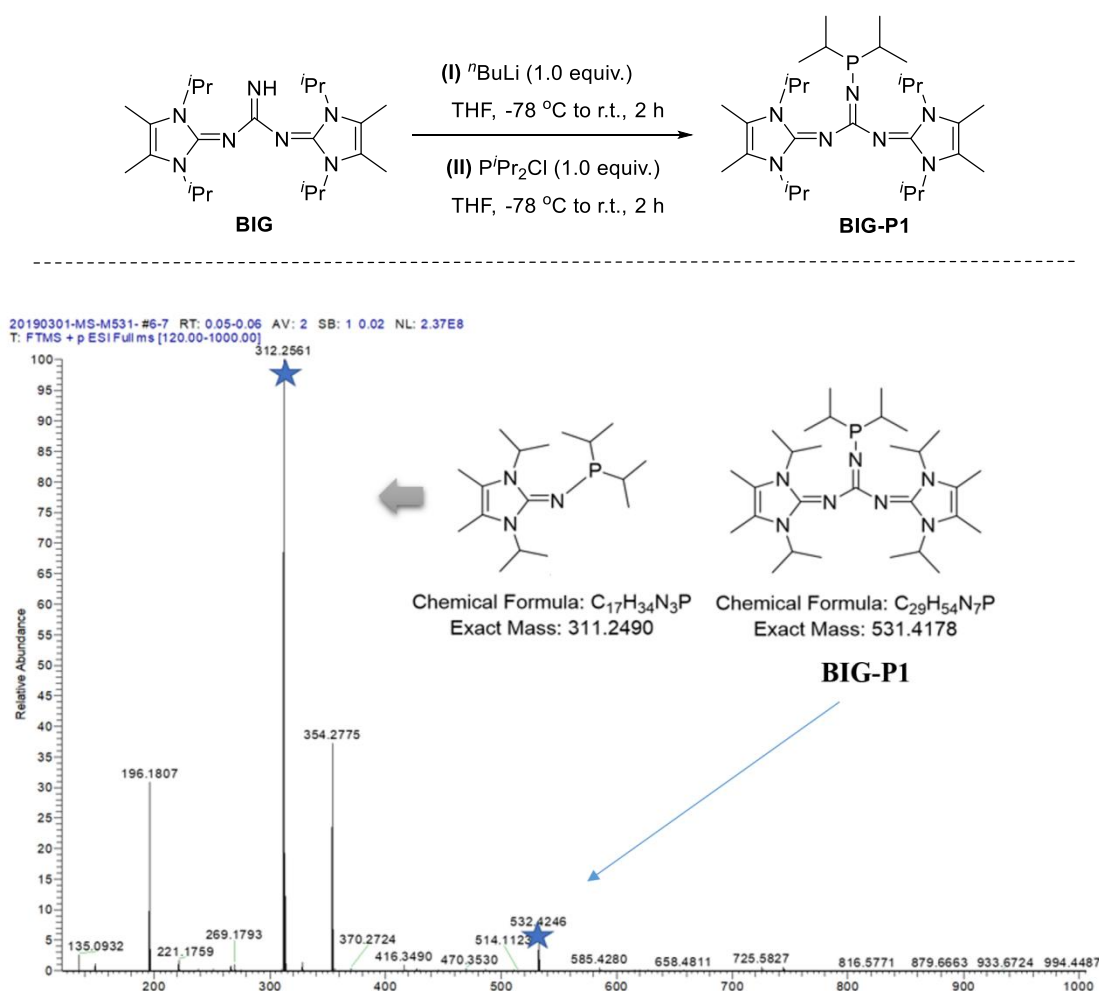 NH
iPr
iPr
N
N
N
N
N
N
iPr
iPr
BIG
(I) nBuLi (1.0 equiv.)
THF, -78 oC to r.t., 2 h
(II) PiPr2Cl (1.0 equiv.)
THF, -78 oC to r.t., 2 h
P
N
iPr
iPr
N
N
N
N
N
N
iPr
iPr
BIG-P1
20190301-MS-M531- #6-7 RT: 0.05-0.06 AV: 2 SB: 1 0.02 NL: 2.37E8
T: FTMS + p ESI Full ms [120.00-1000.00]
312.2561
100
95
90
85
80
75
70
65
60
55
50
45
40
35
30
25
20
15
10
5
0
Relative Abundance
354.2775
196.1807
135.0932
221.1759
269.1793
370.2724
416.3490
470.3530
514.1123
532.4246
585.4280
658.4811
725.5827
816.5771
879.6663
933.6724
994.4487
200
300
400
500
600
700
800
900
1000
N
N
N
P
Chemical Formula: C17H34N3P
Exact Mass: 311.2490
P
N
N
N
N
N
N
N
Chemical Formula: C29H54N7P
Exact Mass: 531.4178
BIG-P1